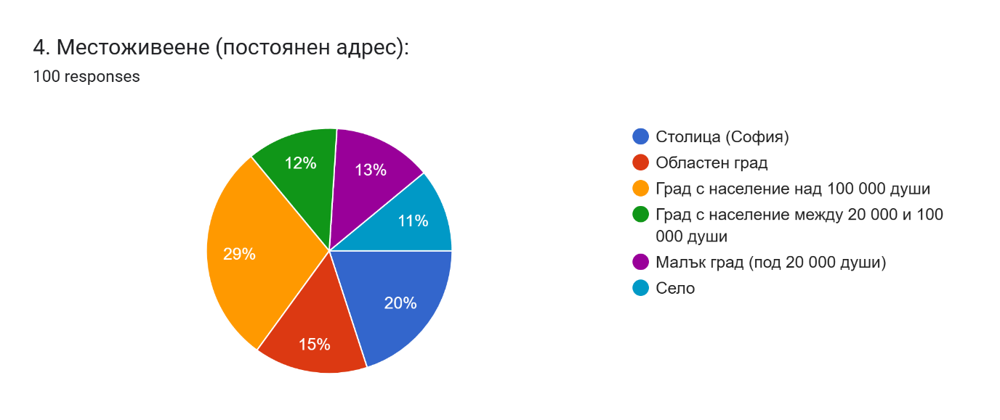 4. Местоживеене (постоянен адрес):
100 responses
12%
13%
11%
29%
20%
15%
Столица (София)
Областен град
Град с население над 100 000 души
Град с население между 20 000 и 100
000 души
Малък град (под 20 000 души)
Село